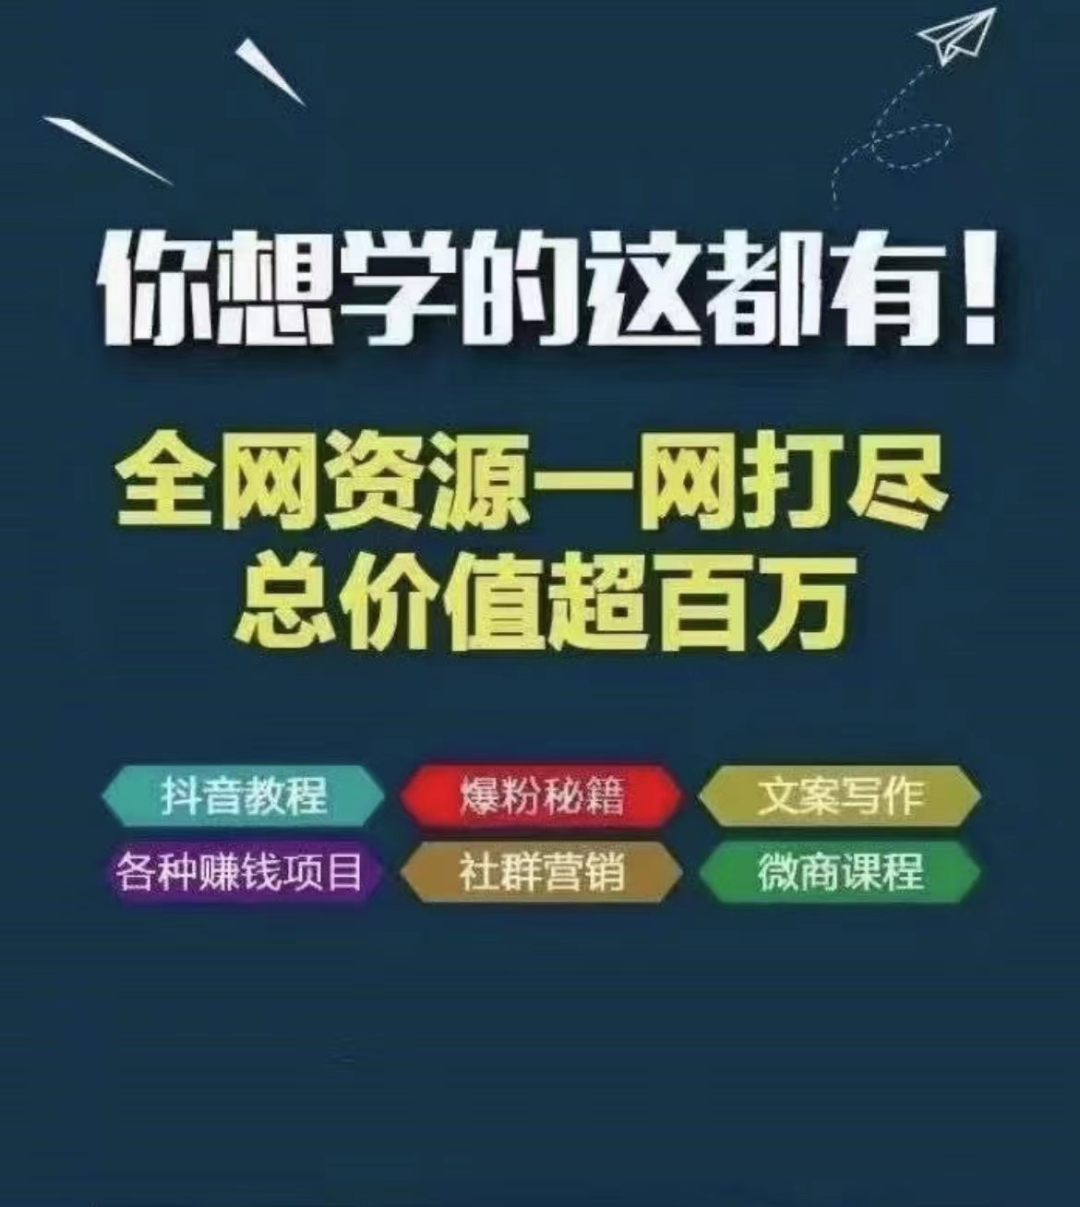 你想学的这都有!
全网资源一网打尽
总价值超百万
抖音教程 爆粉秘籍 文案写作
各种赚钱项目 社群营销 微商课程